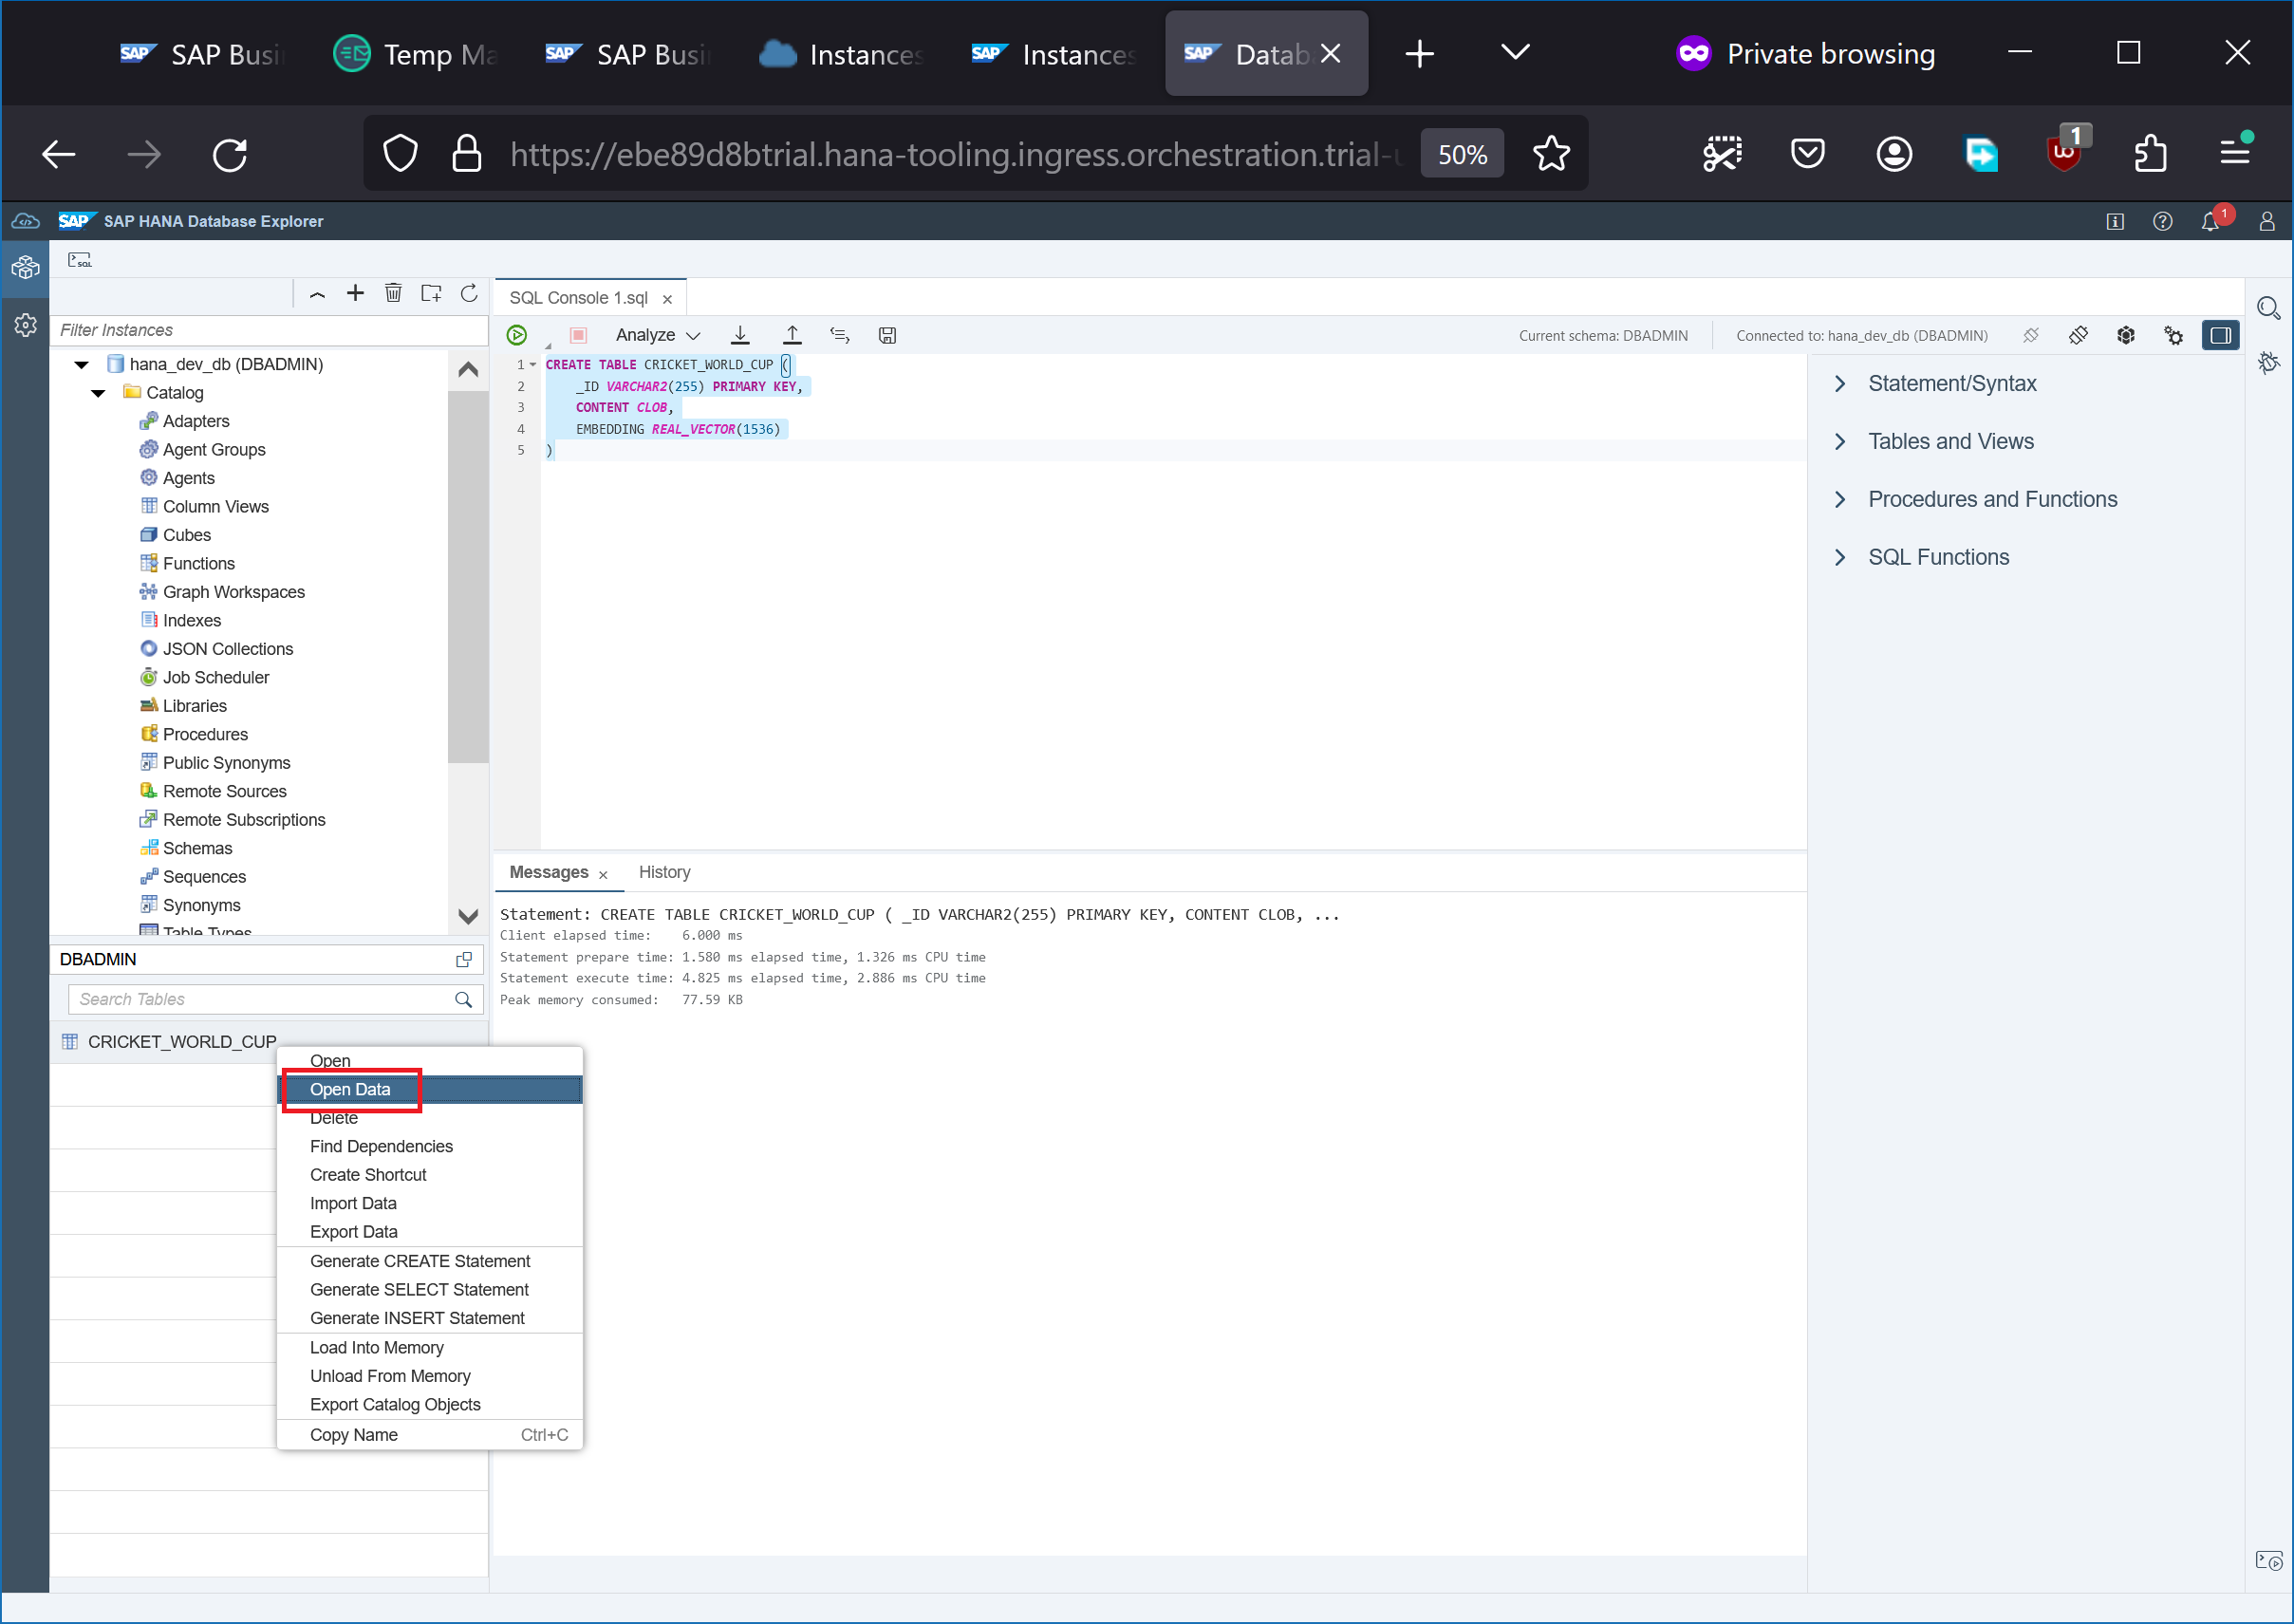 SAP SAP Busi
Temp Ma
SAP SAP Busi
Instances
SAP Instances
SAP Datab
Private browsing
https://ebe89d8btrial.hana-tooling.ingress.orchestration.trial-u
50%
1
SAP SAP HANA Database Explorer
1
SQL
SQL Console 1.sql
Filter Instances
Analyze
Current schema: DBADMIN
Connected to: hana_dev_db (DBADMIN)
hana_dev_db (DBADMIN)
Catalog
Adapters
Agent Groups
Agents
Column Views
Cubes
Functions
Graph Workspaces
Indexes
JSON Collections
Job Scheduler
Libraries
Procedures
Public Synonyms
Remote Sources
Remote Subscriptions
Schemas
Sequences
Synonyms
Table Types
1 CREATE TABLE CRICKET_WORLD_CUP (
2 _ID VARCHAR2(255) PRIMARY KEY,
3 CONTENT CLOB,
4 EMBEDDING REAL_VECTOR(1536)
5 )
Statement/Syntax
Tables and Views
Procedures and Functions
SQL Functions
Messages
History
Statement: CREATE TABLE CRICKET_WORLD_CUP ( _ID VARCHAR2(255) PRIMARY KEY, CONTENT CLOB, ...
Client elapsed time: 6.000 ms
Statement prepare time: 1.580 ms elapsed time, 1.326 ms CPU time
Statement execute time: 4.825 ms elapsed time, 2.886 ms CPU time
Peak memory consumed: 77.59 KB
DBADMIN
Search Tables
CRICKET_WORLD_CUP
Open
Open Data
Delete
Find Dependencies
Create Shortcut
Import Data
Export Data
Generate CREATE Statement
Generate SELECT Statement
Generate INSERT Statement
Load Into Memory
Unload From Memory
Export Catalog Objects
Copy Name Ctrl+C